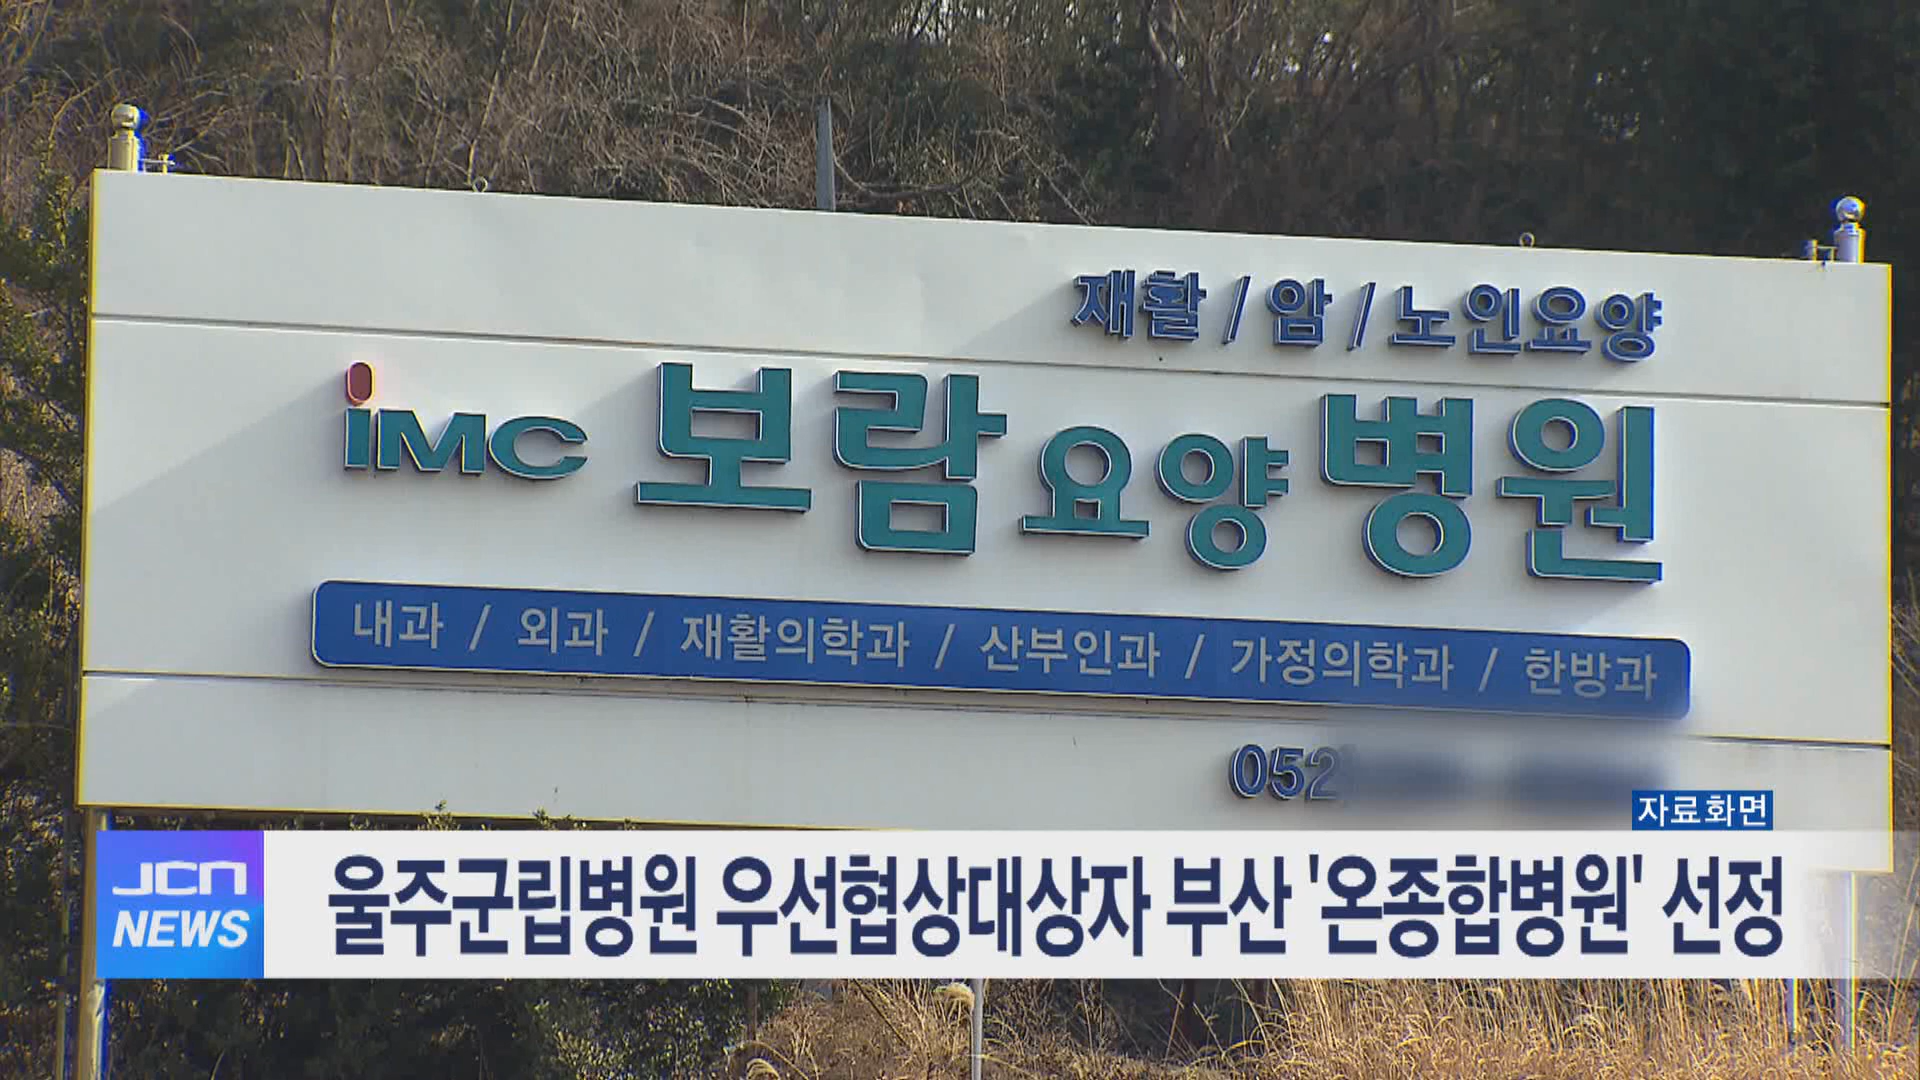 재활 / 암 / 노인요양
iMC 보람요양병원
내과 / 외과 / 재활의학과 / 산부인과 / 가정의학과 / 한방과
052
자료화면
JCN NEWS
울주군립병원 우선협상대상자 부산 '온종합병원' 선정